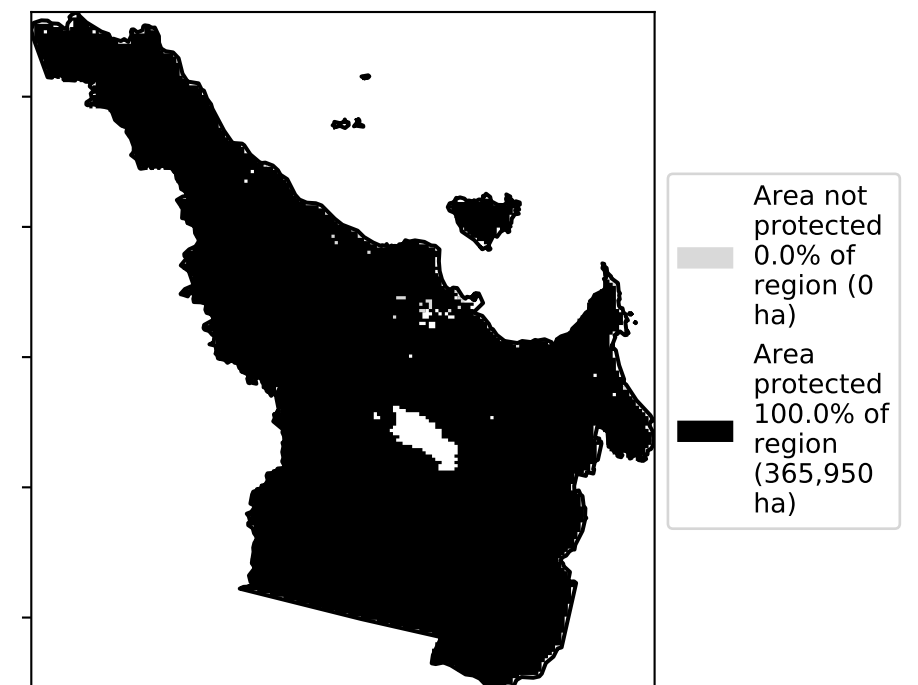 Area not
protected
0.0% of
region (0
ha)
Area
protected
100.0% of
region
(365,950
ha)